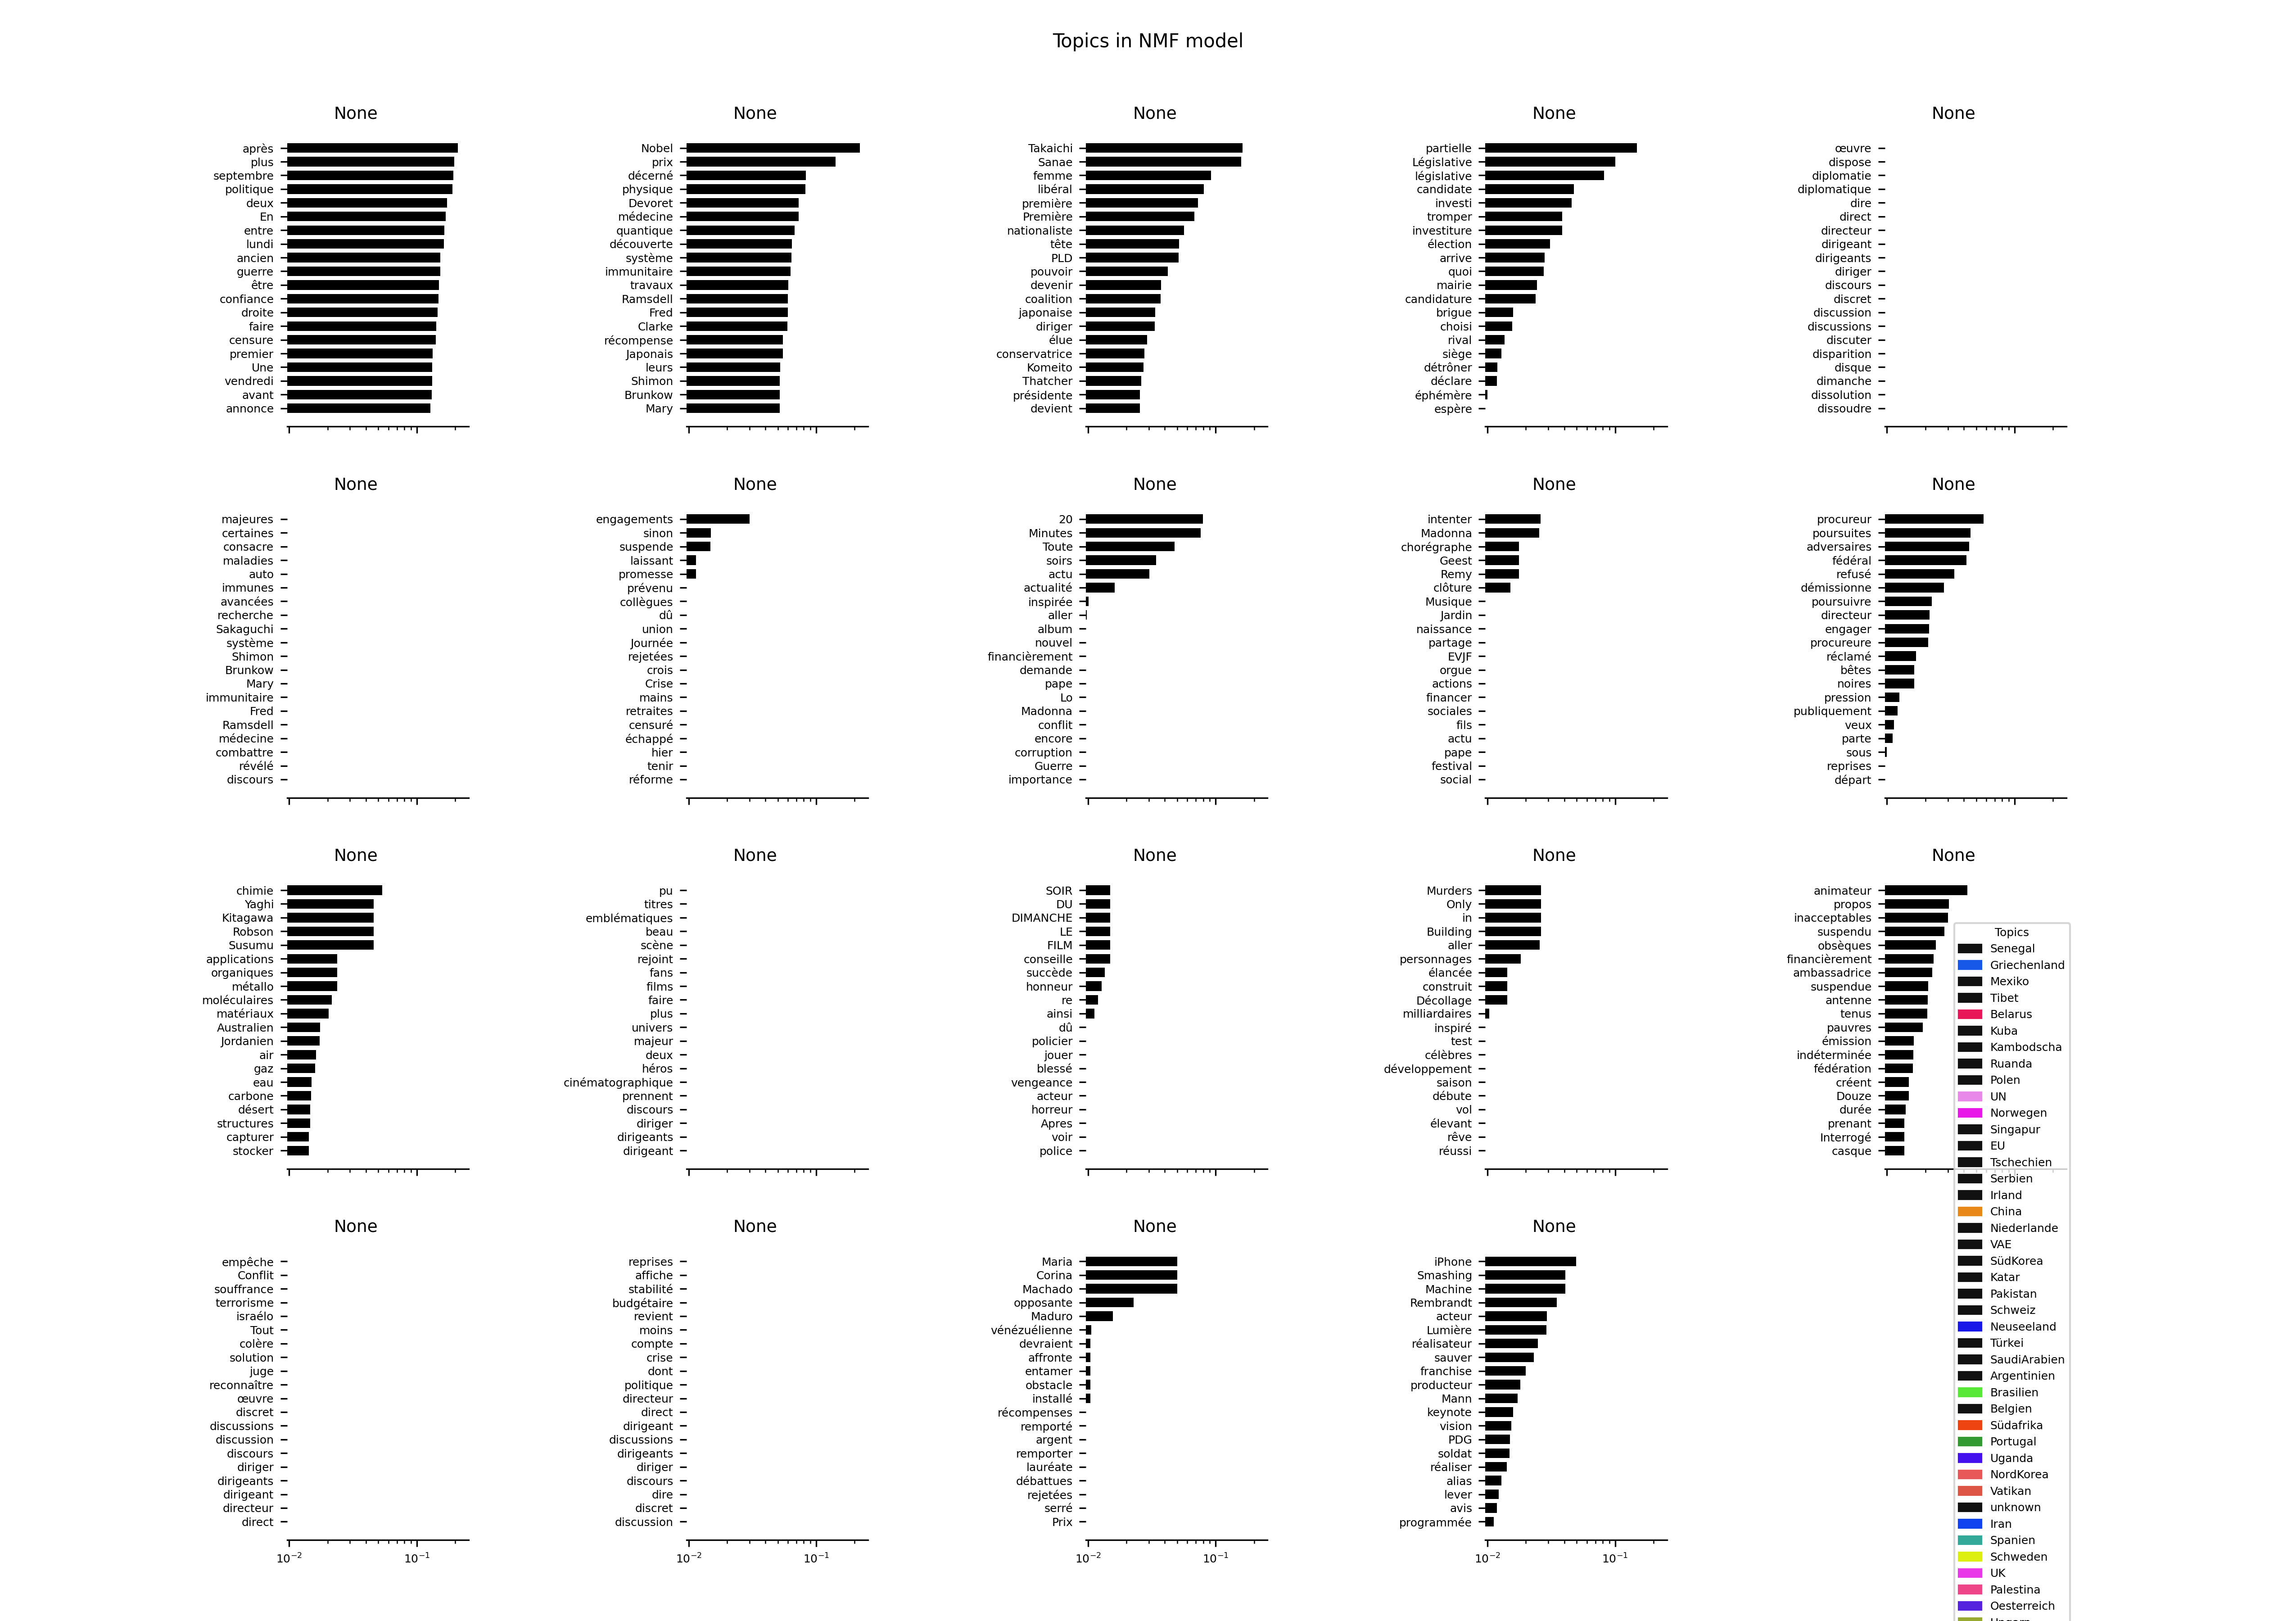 Topics in NMF model
None
après
plus
septembre
politique
deux
En
entre
lundi
ancien
guerre
être
confiance
droite
faire
censure
premier
Une
vendredi
avant
annonce
None
Nobel
prix
décerné
physique
Devoret
médecine
quantique
découverte
système
immunitaire
travaux
Ramsdell
Fred
Clarke
récompense
Japonais
leurs
Shimon
Brunkow
Mary
None
Takaichi
Sanae
femme
libéral
première
Première
nationaliste
tête
PLD
pouvoir
devenir
coalition
japonaise
diriger
élue
conservatrice
Komeito
Thatcher
présidente
devient
None
partielle
Législative
législative
candidate
investi
tromper
investiture
élection
arrive
quoi
mairie
candidature
brigue
choisi
rival
siège
détrôner
déclare
éphémère
espère
None
œuvre
dispose
diplomatie
diplomatique
dire
direct
directeur
dirigeant
dirigeants
diriger
discours
discret
discussion
discussions
discuter
disparition
disque
dimanche
dissolution
dissoudre
None
majeures
certaines
consacre
maladies
auto
immunes
avancées
recherche
Sakaguchi
système
Shimon
Brunkow
Mary
immunitaire
Fred
Ramsdell
médecine
combattre
révélé
discours
None
engagements
sinon
suspende
laissant
promesse
prévenu
collègues
dû
union
Journée
rejetées
crois
Crise
mains
retraites
censuré
échappé
hier
tenir
réforme
None
20
Minutes
Toute
soirs
actu
actualité
inspirée
aller
album
nouvel
financièrement
demande
pape
Lo
Madonna
conflit
encore
corruption
Guerre
importance
None
intenter
Madonna
chorégraphe
Geest
Remy
clôture
Musique
Jardin
naissance
partage
EVJF
orgue
actions
financer
sociales
fils
actu
pape
festival
social
None
procureur
poursuites
adversaires
fédéral
refusé
démissionne
poursuivre
directeur
engager
procureure
réclamé
bêtes
noires
pression
publiquement
veux
parte
sous
reprises
départ
None
chimie
Yaghi
Kitagawa
Robson
Susumu
applications
organiques
métallo
moléculaires
matériaux
Australien
Jordanien
air
gaz
eau
carbone
désert
structures
capturer
stocker
None
pu
titres
emblématiques
beau
scène
rejoint
fans
films
faire
plus
univers
majeur
deux
héros
cinématographique
prennent
discours
diriger
dirigeants
dirigeant
None
SOIR
DU
DIMANCHE
LE
FILM
conseille
succède
honneur
re
ainsi
dû
policier
jouer
blessé
vengeance
acteur
horreur
Apres
voir
police
None
Murders
Only
in
Building
aller
personnages
élancée
construit
Décollage
milliardaires
inspiré
test
célèbres
développement
saison
débute
vol
élevant
rêve
réussi
None
animateur
propos
inacceptables
suspendu
obsèques
financièrement
ambassadrice
suspendue
antenne
tenus
pauvres
émission
indéterminée
fédération
créent
Douze
durée
prenant
Interrogé
casque
None
empêche
Conflit
souffrance
terrorisme
israélo
Tout
colère
solution
juge
reconnaître
œuvre
discret
discussions
discussion
discours
diriger
dirigeants
dirigeant
directeur
direct
10⁻² 10⁻¹
None
reprises
affiche
stabilité
budgétaire
revient
moins
compte
crise
dont
politique
directeur
direct
dirigeant
discussions
dirigeants
diriger
discours
dire
discret
discussion
10⁻² 10⁻¹
None
Maria
Corina
Machado
opposante
Maduro
vénézuélienne
devraient
affronte
entamer
obstacle
installé
récompenses
remporté
argent
remporter
lauréate
débattues
rejetées
serré
Prix
10⁻² 10⁻¹
None
iPhone
Smashing
Machine
Rembrandt
acteur
Lumière
réalisateur
sauver
franchise
producteur
Mann
keynote
vision
PDG
soldat
réaliser
alias
lever
avis
programmée
10⁻² 10⁻¹
Topics
Senegal
Griechenland
Mexiko
Tibet
Belarus
Kuba
Kambodscha
Ruanda
Polen
UN
Norwegen
Singapur
EU
Tschechien
Serbien
Irland
China
Niederlande
VAE
SüdKorea
Katar
Pakistan
Schweiz
Neuseeland
Türkei
SaudiArabien
Argentinien
Brasilien
Belgien
Südafrika
Portugal
Uganda
NordKorea
Vatikan
unknown
Iran
Spanien
Schweden
UK
Palestina
Oesterreich